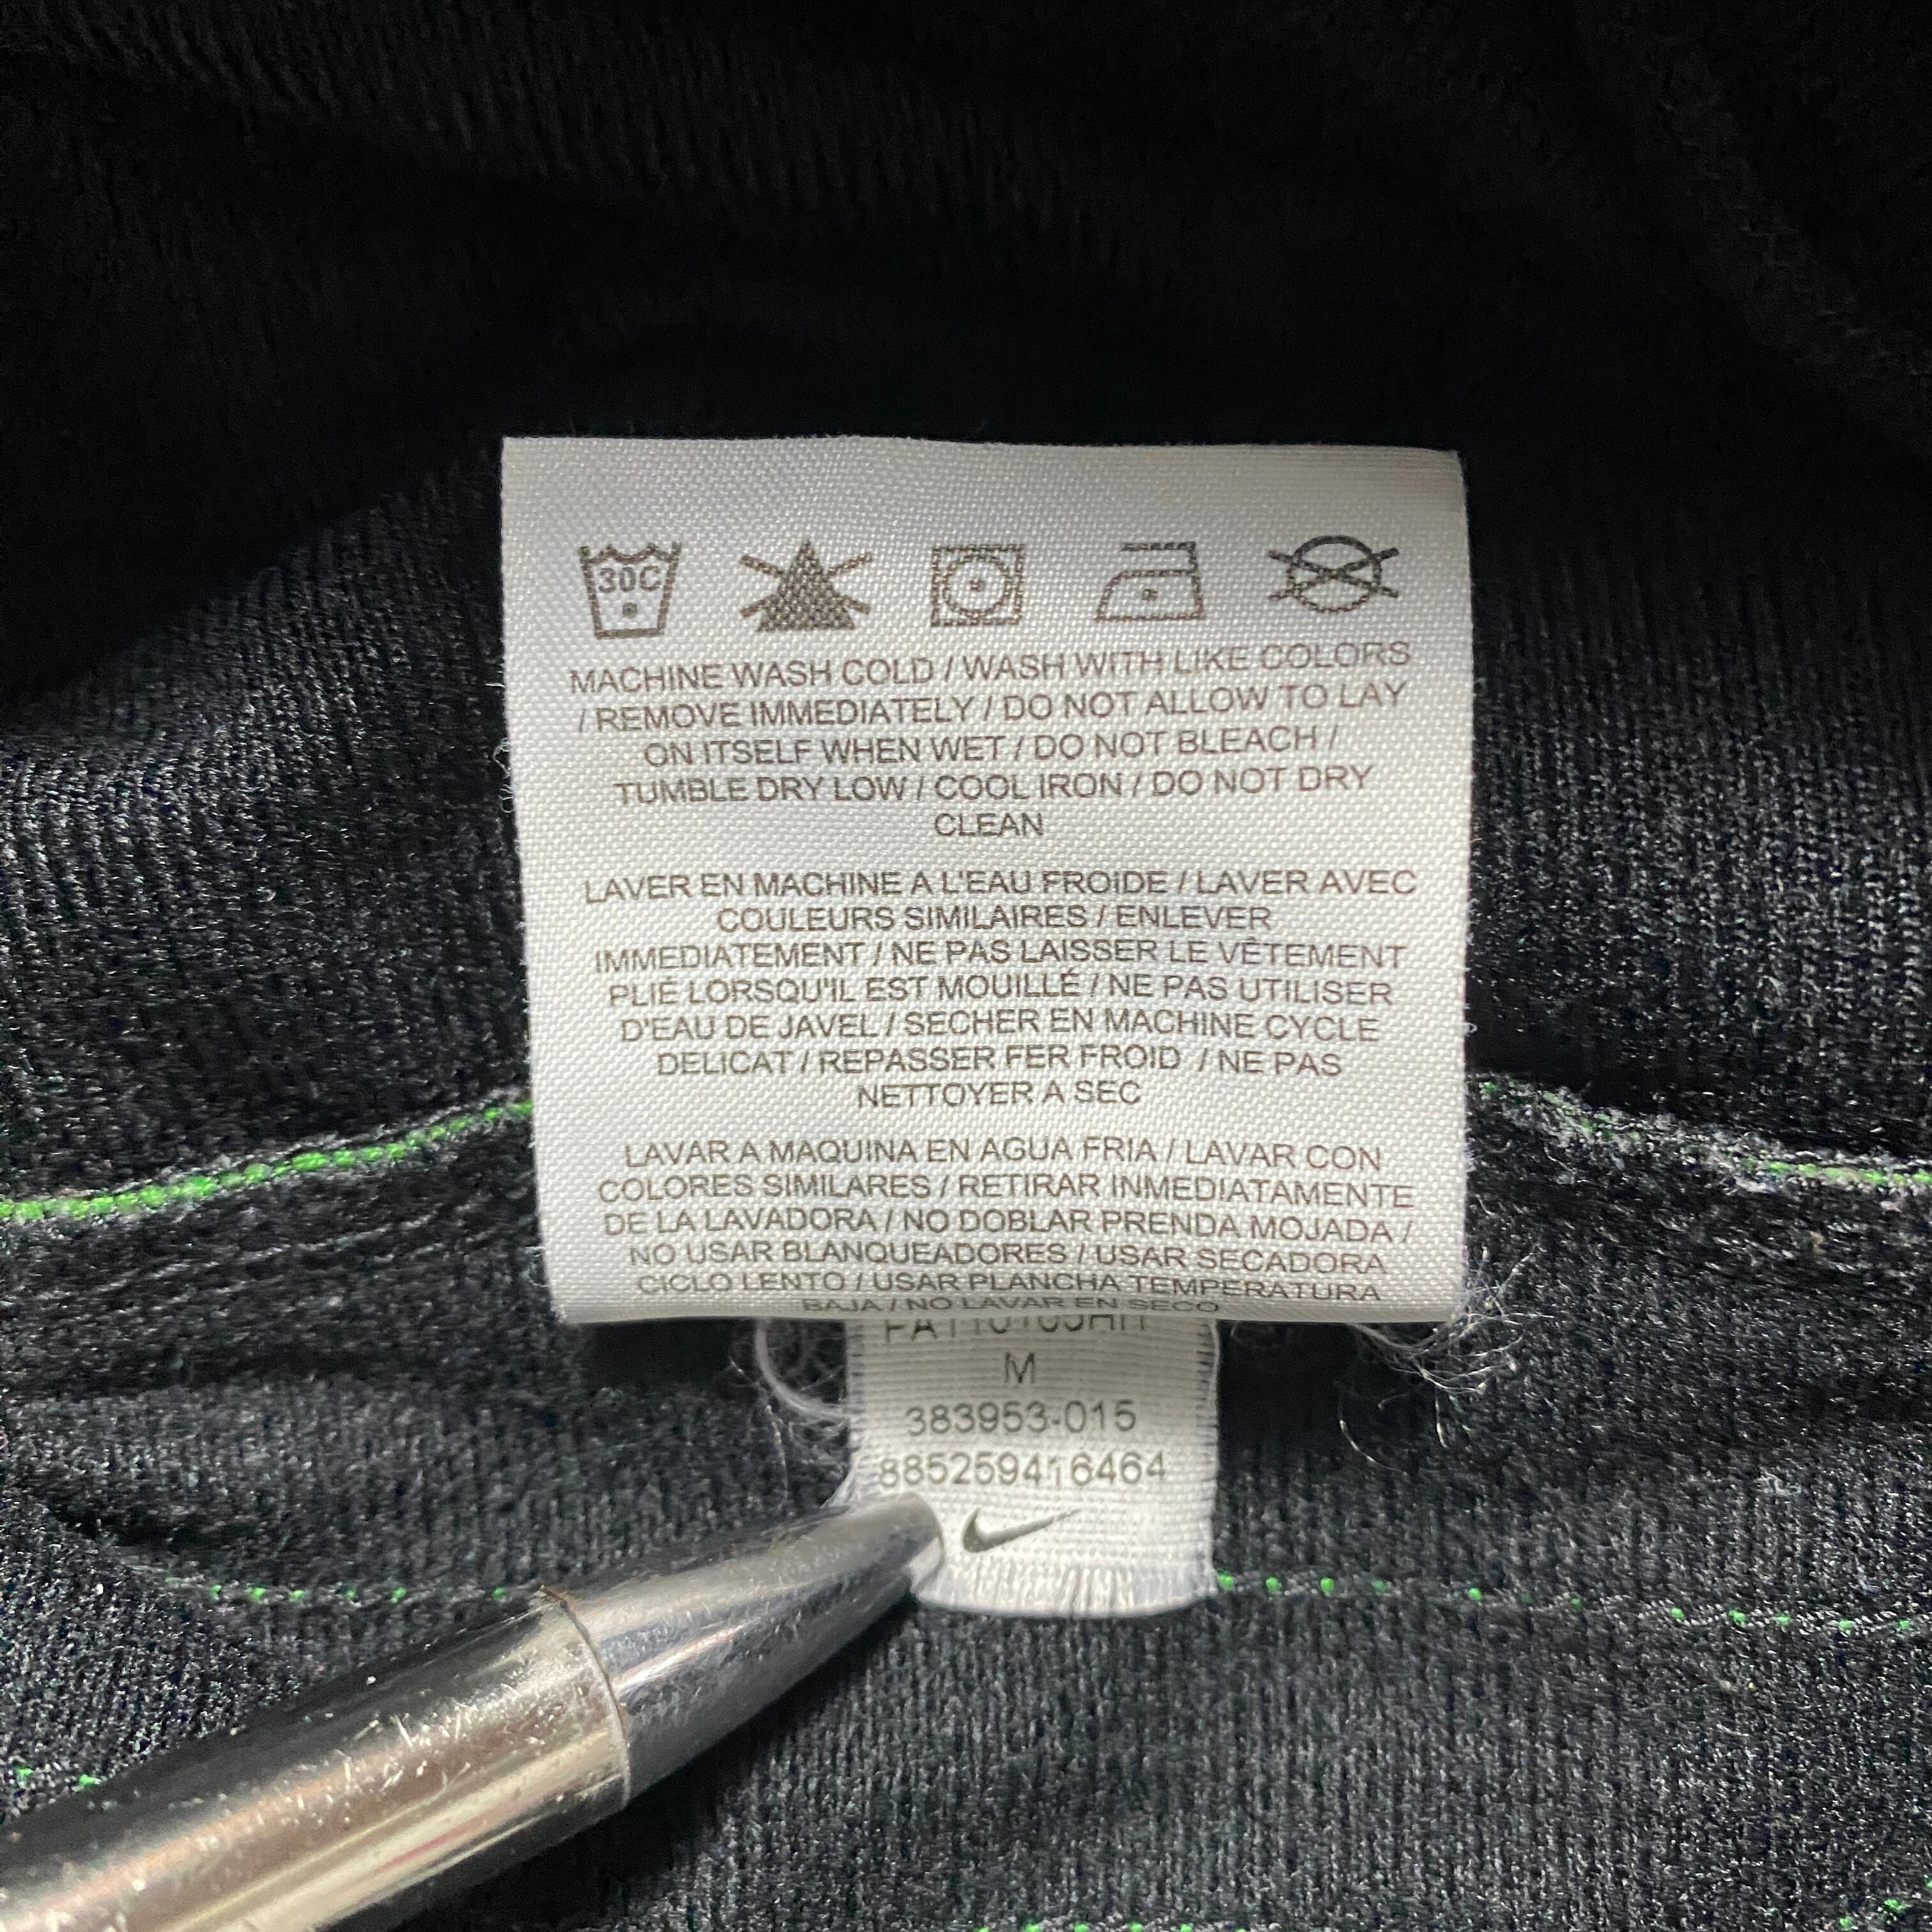 30C
MACHINE WASH COLD / WASH WITH LIKE COLORS
/ REMOVE IMMEDIATELY / DO NOT ALLOW TO LAY
ON ITSELF WHEN WET / DO NOT BLEACH /
TUMBLE DRY LOW / COOL IRON / DO NOT DRY
CLEAN
LAVER EN MACHINE A L'EAU FROIDE / LAVER AVEC
COULEURS SIMILAIRES / ENLEVER
IMMEDIATEMENT / NE PAS LAISSER LE VÊTEMENT
PLIÉ LORSQU'IL EST MOUILLÉ / NE PAS UTILISER
D'EAU DE JAVEL / SECHER EN MACHINE CYCLE
DELICAT / REPASSER FER FROID / NE PAS
NETTOYER A SEC
LAVAR A MAQUINA EN AGUA FRIA / LAVAR CON
COLORES SIMILARES / RETIRAR INMEDIATAMENTE
DE LA LAVADORA / NO DOBLAR PRENDA MOJADA /
NO USAR BLANQUEADORES / USAR SECADORA
CICLO LENTO / USAR PLANCHA TEMPERATURA
BAJA / NO LAVAR EN SECO
M
383953-015
885259416464